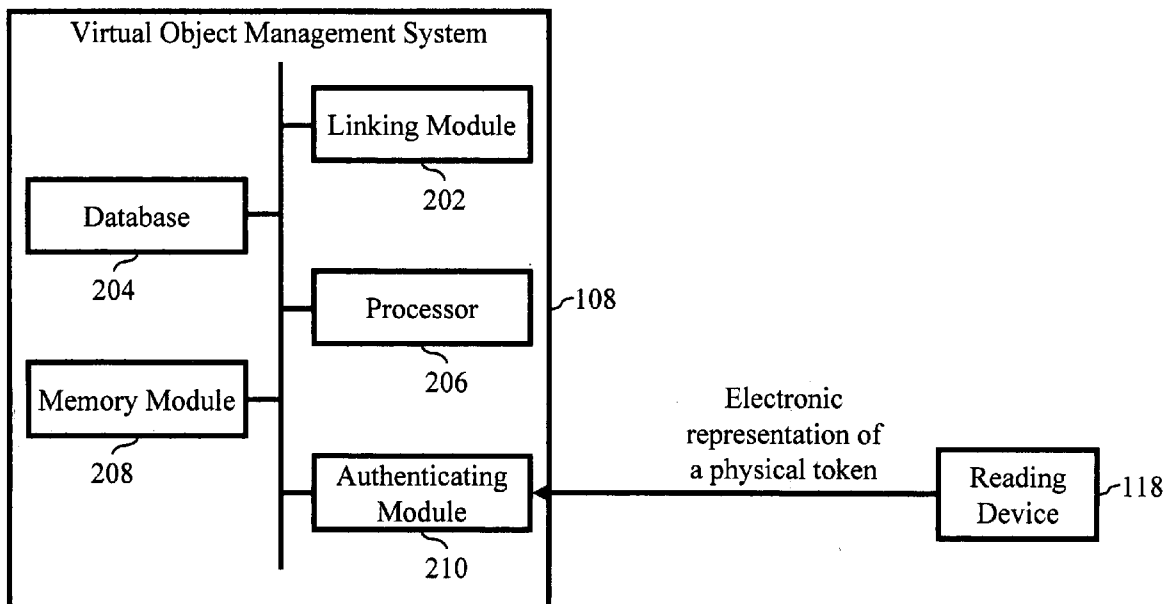 Virtual Object Management System
Linking Module
202
Database
204
Processor
206
108
Memory Module
208
Authenticating
Module
210
Electronic
representation of
a physical token
Reading
Device
118